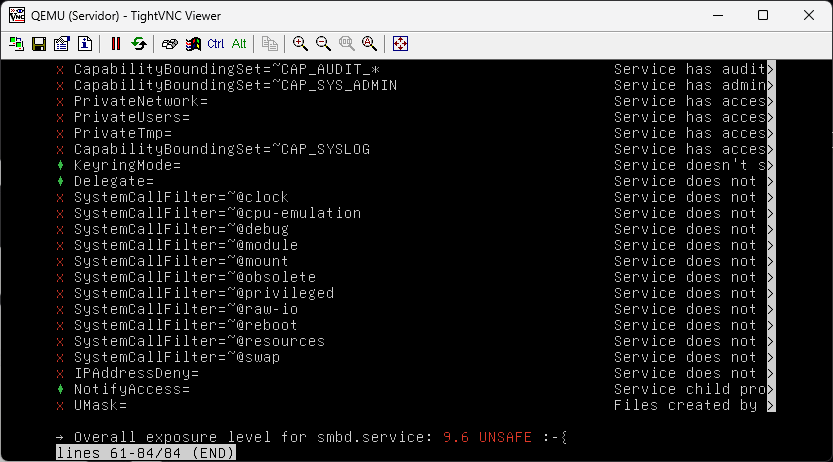 QEMU (Servidor) - TightVNC Viewer
Ctrl Alt
x CapabilityBoundingSet=~CAP_AUDIT_* Service has audit>
x CapabilityBoundingSet=~CAP_SYS_ADMIN Service has admin>
x PrivateNetwork= Service has acces>
x PrivateUsers= Service has acces>
x PrivateTmp= Service has acces>
x CapabilityBoundingSet=~CAP_SYSLOG Service has acces>
♦ KeyringMode= Service doesn't s>
♦ Delegate= Service does not >
x SystemCallFilter=~@clock Service does not >
x SystemCallFilter=~@cpu-emulation Service does not >
x SystemCallFilter=~@debug Service does not >
x SystemCallFilter=~@module Service does not >
x SystemCallFilter=~@mount Service does not >
x SystemCallFilter=~@obsolete Service does not >
x SystemCallFilter=~@privileged Service does not >
x SystemCallFilter=~@raw-io Service does not >
x SystemCallFilter=~@reboot Service does not >
x SystemCallFilter=~@resources Service does not >
x SystemCallFilter=~@swap Service does not >
x IPAddressDeny= Service does not >
♦ NotifyAccess= Service child pro>
x UMask= Files created by >
→ Overall exposure level for smbd.service: 9.6 UNSAFE :-{
lines 61-84/84 (END)